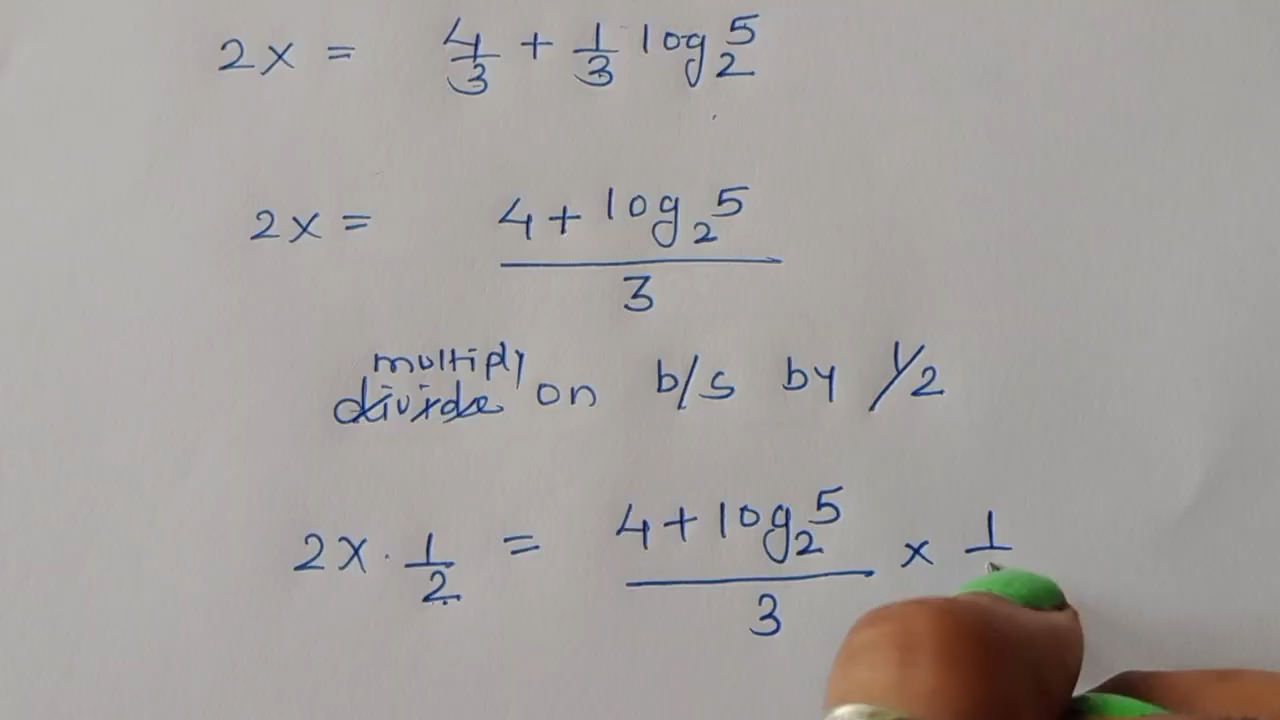 2x = 4/3 + 1/3 log₂5
2x = (4 + log₂5)/3
multiply
divide on b/s by 1/2
2x · 1/2 = (4 + log₂5)/3 × 1